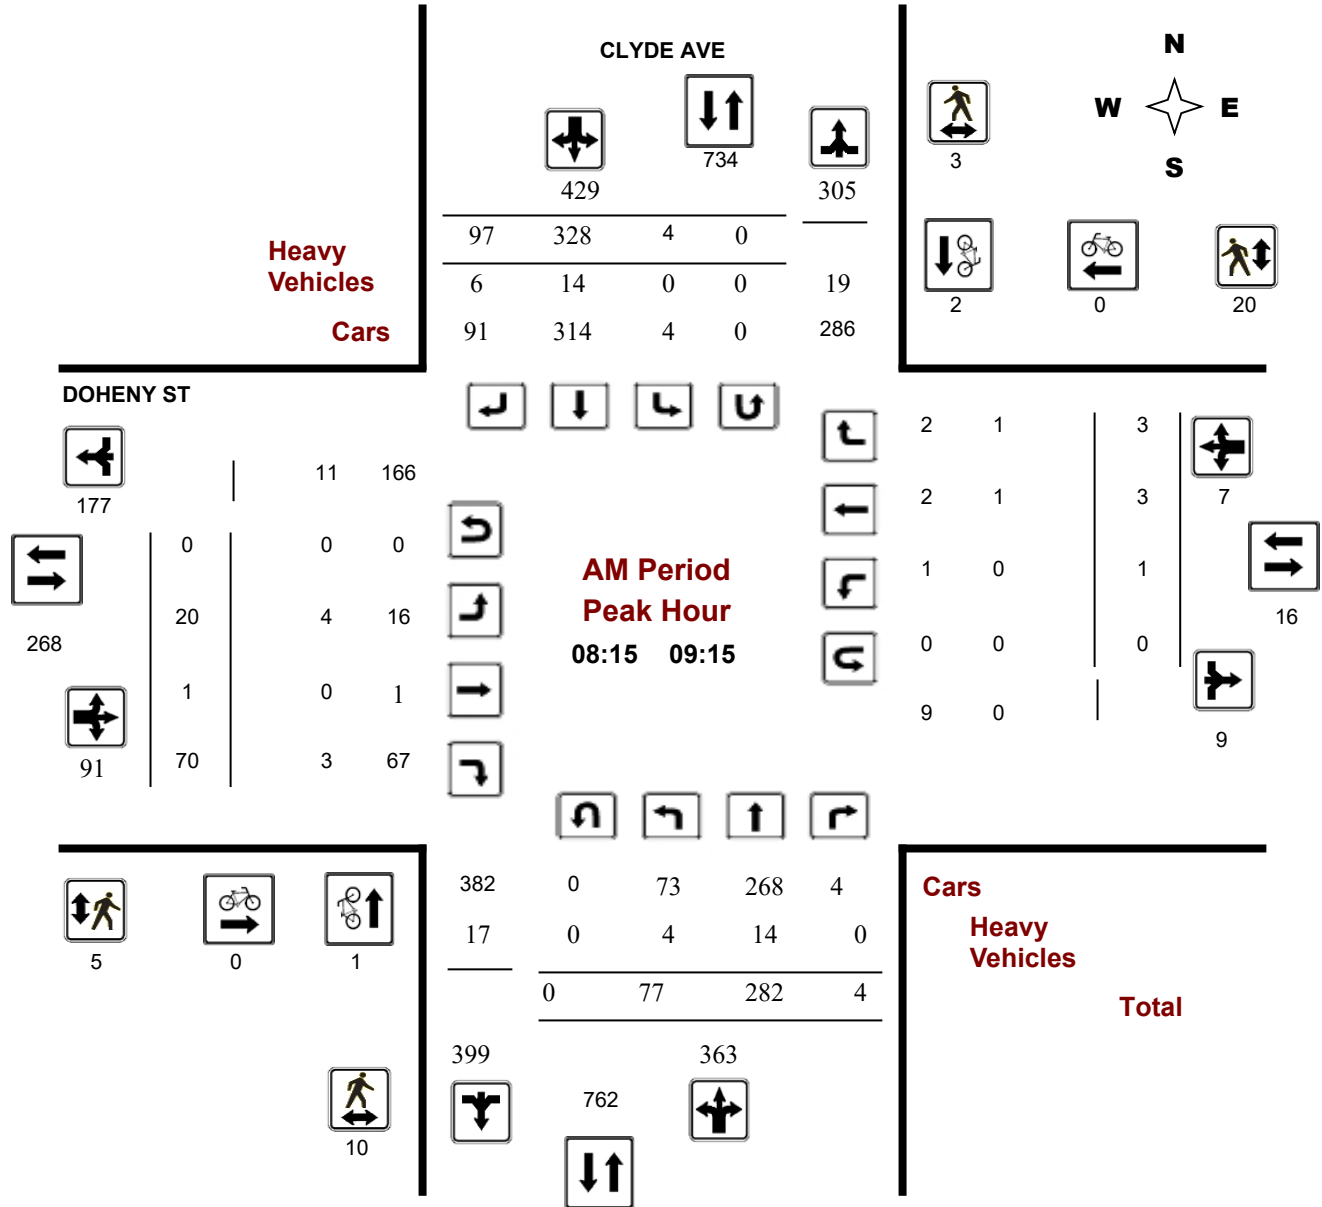 CLYDE AVE
N
W E
S
734
3
429
305
97 328 4 0
Heavy
Vehicles
6 14 0 0 19
2 0 20
Cars
91 314 4 0 286
DOHENY ST
2 1 3
11 166
177
2 1 3 7
0 0 0
AM Period
1 0 1
Peak Hour
20 4 16
16
268
08:15 09:15
0 0 0
1 0 1
9 0
9
91
70 3 67
382 0 73 268 4
Cars
17 0 4 14 0
Heavy
Vehicles
5 0 1
0 77 282 4
Total
399 363
762
10